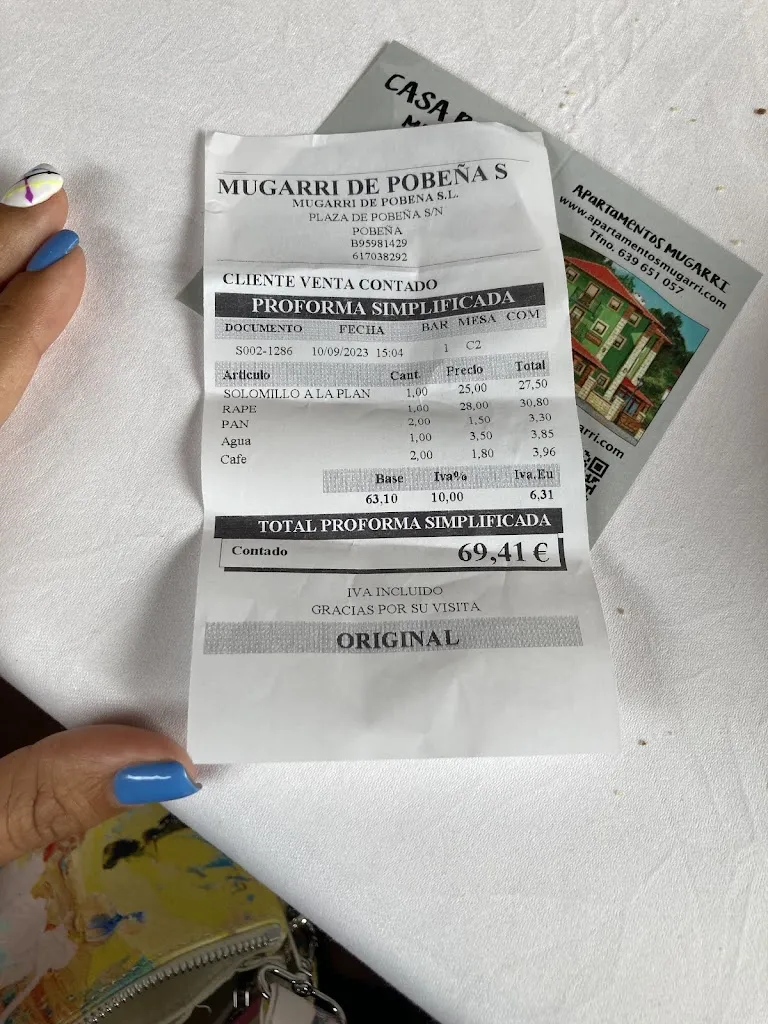 CASA
MUGARRI DE POBEÑA S
MUGARRI DE POBENA S.L.
PLAZA DE POBEÑA S/N
POBEÑA
B95981429
617038292
APARTAMENTOS MUGARRI
www.apartamentosmugarri.com
Tfno. 639 651 057
CLIENTE VENTA CONTADO
PROFORMA SIMPLIFICADA
DOCUMENTO FECHA BAR MESA COM
S002-1286 10/09/2023 15:04 1 C2
Artículo Cant. Precio Total
SOLOMILLO A LA PLAN 1,00 25,00 27,50
RAPE 1,00 28,00 30,80
PAN 2,00 1,50 3,30
Agua 1,00 3,50 3,85
Cafe 2,00 1,80 3,96
arri.com
Base Iva% Iva.Eu
63,10 10,00 6,31
TOTAL PROFORMA SIMPLIFICADA
Contado 69,41 €
IVA INCLUIDO
GRACIAS POR SU VISITA
ORIGINAL